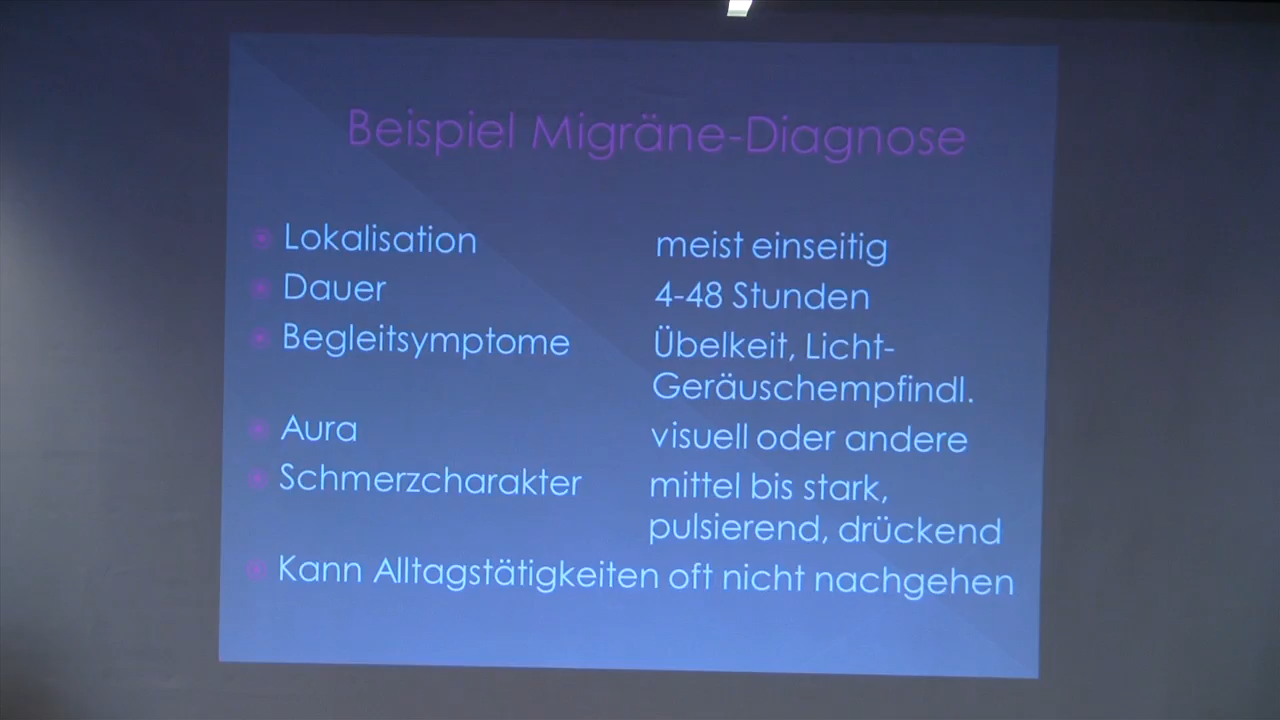 Beispiel Migräne-Diagnose
Lokalisation meist einseitig
Dauer 4-48 Stunden
Begleitsymptome Übelkeit, Licht-
Geräuschempfindl.
Aura visuell oder andere
Schmerzcharakter mittel bis stark,
pulsierend, drückend
Kann Alltagstätigkeiten oft nicht nachgehen